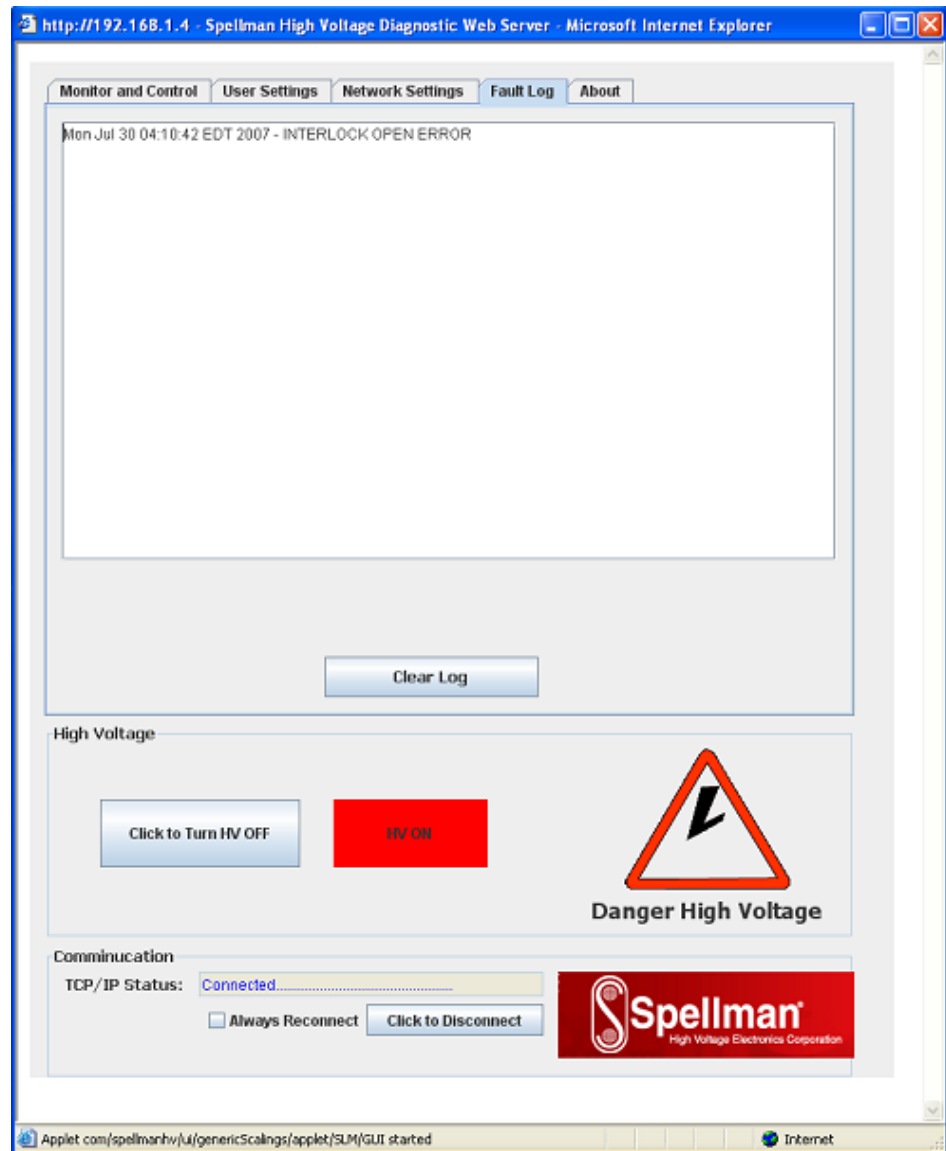 http://192.168.1.4 - Spellman High Voltage Diagnostic Web Server - Microsoft Internet Explorer
Monitor and Control User Settings Network Settings Fault Log About
Mon Jul 30 04:10:42 EDT 2007 - INTERLOCK OPEN ERROR
Clear Log
High Voltage
Click to Turn HV OFF HV ON
Danger High Voltage
Comminucation
TCP/IP Status: Connected......................................................
Always Reconnect Click to Disconnect
Spellman
High Voltage Electronics Corporation
Applet com/spellmanhv/ui/genericScalings/applet/SLM/GUI started Internet